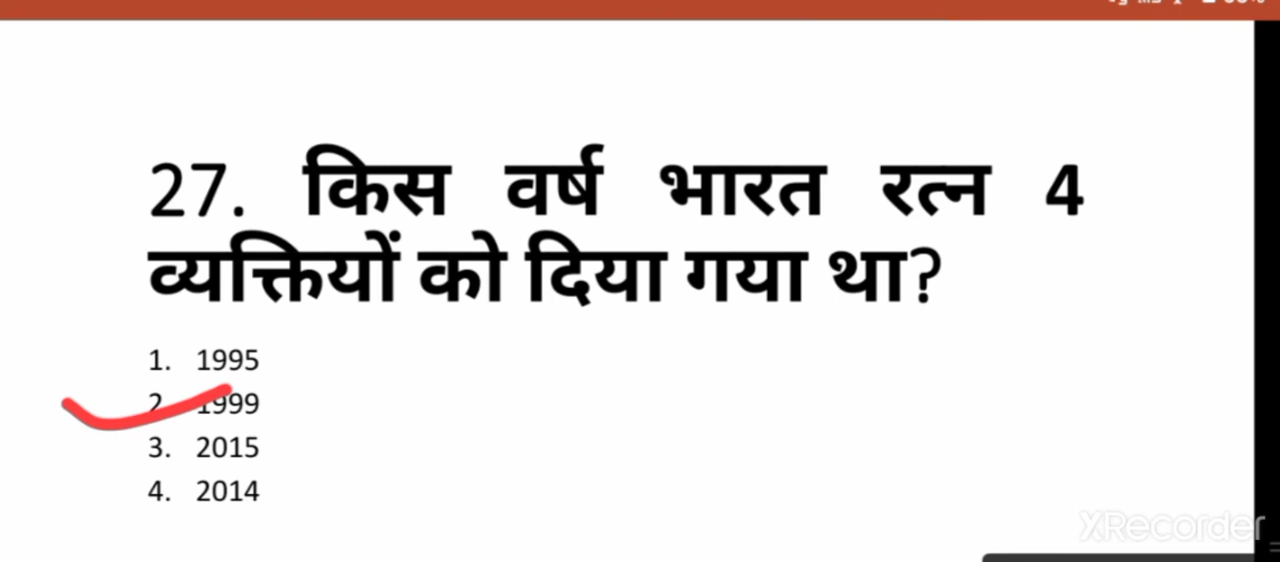 27. किस वर्ष भारत रत्न 4
व्यक्तियों को दिया गया था?
1. 1995
2. 1999
3. 2015
4. 2014
XRecorder